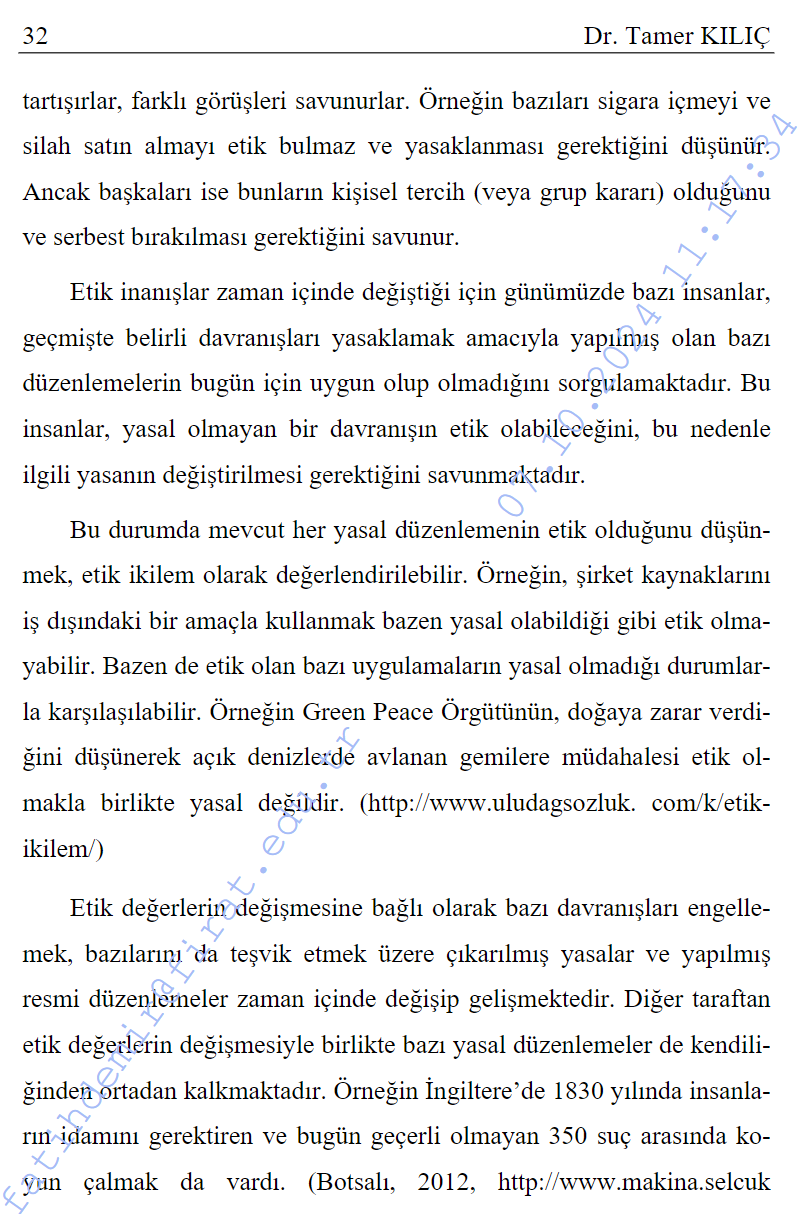 32 Dr. Tamer KILIÇ
tartışırlar, farklı görüşleri savunurlar. Örneğin bazıları sigara içmeyi ve
silah satın almayı etik bulmaz ve yasaklanması gerektiğini düşünür.
Ancak başkaları ise bunların kişisel tercih (veya grup kararı) olduğunu
ve serbest bırakılması gerektiğini savunur.
Etik inanışlar zaman içinde değiştiği için günümüzde bazı insanlar,
geçmişte belirli davranışları yasaklamak amacıyla yapılmış olan bazı
düzenlemelerin bugün için uygun olup olmadığını sorgulamaktadır. Bu
insanlar, yasal olmayan bir davranışın etik olabileceğini, bu nedenle
ilgili yasanın değiştirilmesi gerektiğini savunmaktadır.
Bu durumda mevcut her yasal düzenlemenin etik olduğunu düşün-
mek, etik ikilem olarak değerlendirilebilir. Örneğin, şirket kaynaklarını
iş dışındaki bir amaçla kullanmak bazen yasal olabildiği gibi etik olma-
yabilir. Bazen de etik olan bazı uygulamaların yasal olmadığı durumlar-
la karşılaşılabilir. Örneğin Green Peace Örgütünün, doğaya zarar verdi-
ğini düşünerek açık denizlerde avlanan gemilere müdahalesi etik ol-
makla birlikte yasal değildir. (http://www.uludagsozluk. com/k/etik-
ikilem/)
Etik değerlerin değişmesine bağlı olarak bazı davranışları engelle-
mek, bazılarını da teşvik etmek üzere çıkarılmış yasalar ve yapılmış
resmi düzenlemeler zaman içinde değişip gelişmektedir. Diğer taraftan
etik değerlerin değişmesiyle birlikte bazı yasal düzenlemeler de kendili-
ğinden ortadan kalkmaktadır. Örneğin İngiltere’de 1830 yılında insanla-
rın idamını gerektiren ve bugün geçerli olmayan 350 suç arasında ko-
yun çalmak da vardı. (Botsalı, 2012, http://www.makina.selcuk
fatihdemir@firat.edu.tr
07.10.2024 11:17:34